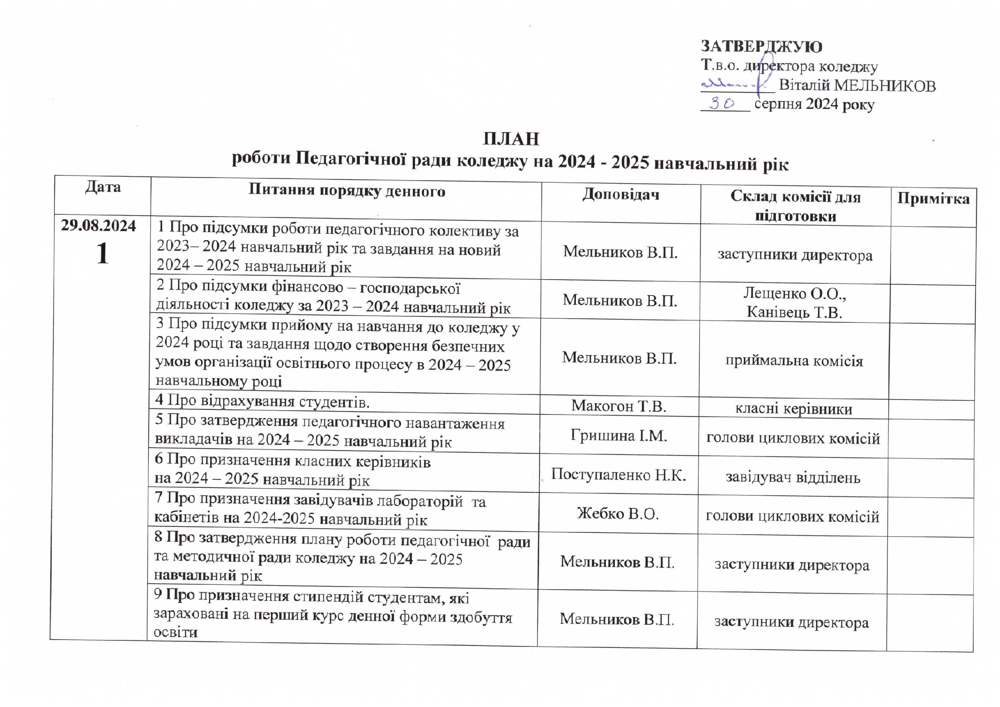 ЗАТВЕРДЖУЮ
Т.в.о. директора коледжу
Віталій МЕЛЬНИКОВ
30 серпня 2024 року
ПЛАН
роботи Педагогічної ради коледжу на 2024 - 2025 навчальний рік
Дата
Питання порядку денного
Доповідач
Склад комісії для
підготовки
Примітка
29.08.2024
1
1 Про підсумки роботи педагогічного колективу за
2023– 2024 навчальний рік та завдання на новий
2024 – 2025 навчальний рік
Мельников В.П.
заступники директора
2 Про підсумки фінансово – господарської
діяльності коледжу за 2023 – 2024 навчальний рік
Мельников В.П.
Лещенко О.О.,
Канівець Т.В.
3 Про підсумки прийому на навчання до коледжу у
2024 році та завдання щодо створення безпечних
умов організації освітнього процесу в 2024 – 2025
навчальному році
Мельников В.П.
приймальна комісія
4 Про відрахування студентів.
Макогон Т.В.
класні керівники
5 Про затвердження педагогічного навантаження
викладачів на 2024 – 2025 навчальний рік
Гришина І.М.
голови циклових комісій
6 Про призначення класних керівників
на 2024 – 2025 навчальний рік
Поступаленко Н.К.
завідувач відділень
7 Про призначення завідувачів лабораторій та
кабінетів на 2024-2025 навчальний рік
Жебко В.О.
голови циклових комісій
8 Про затвердження плану роботи педагогічної ради
та методичної ради коледжу на 2024 – 2025
навчальний рік
Мельников В.П.
заступники директора
9 Про призначення стипендій студентам, які
зараховані на перший курс денної форми здобуття
освіти
Мельников В.П.
заступники директора